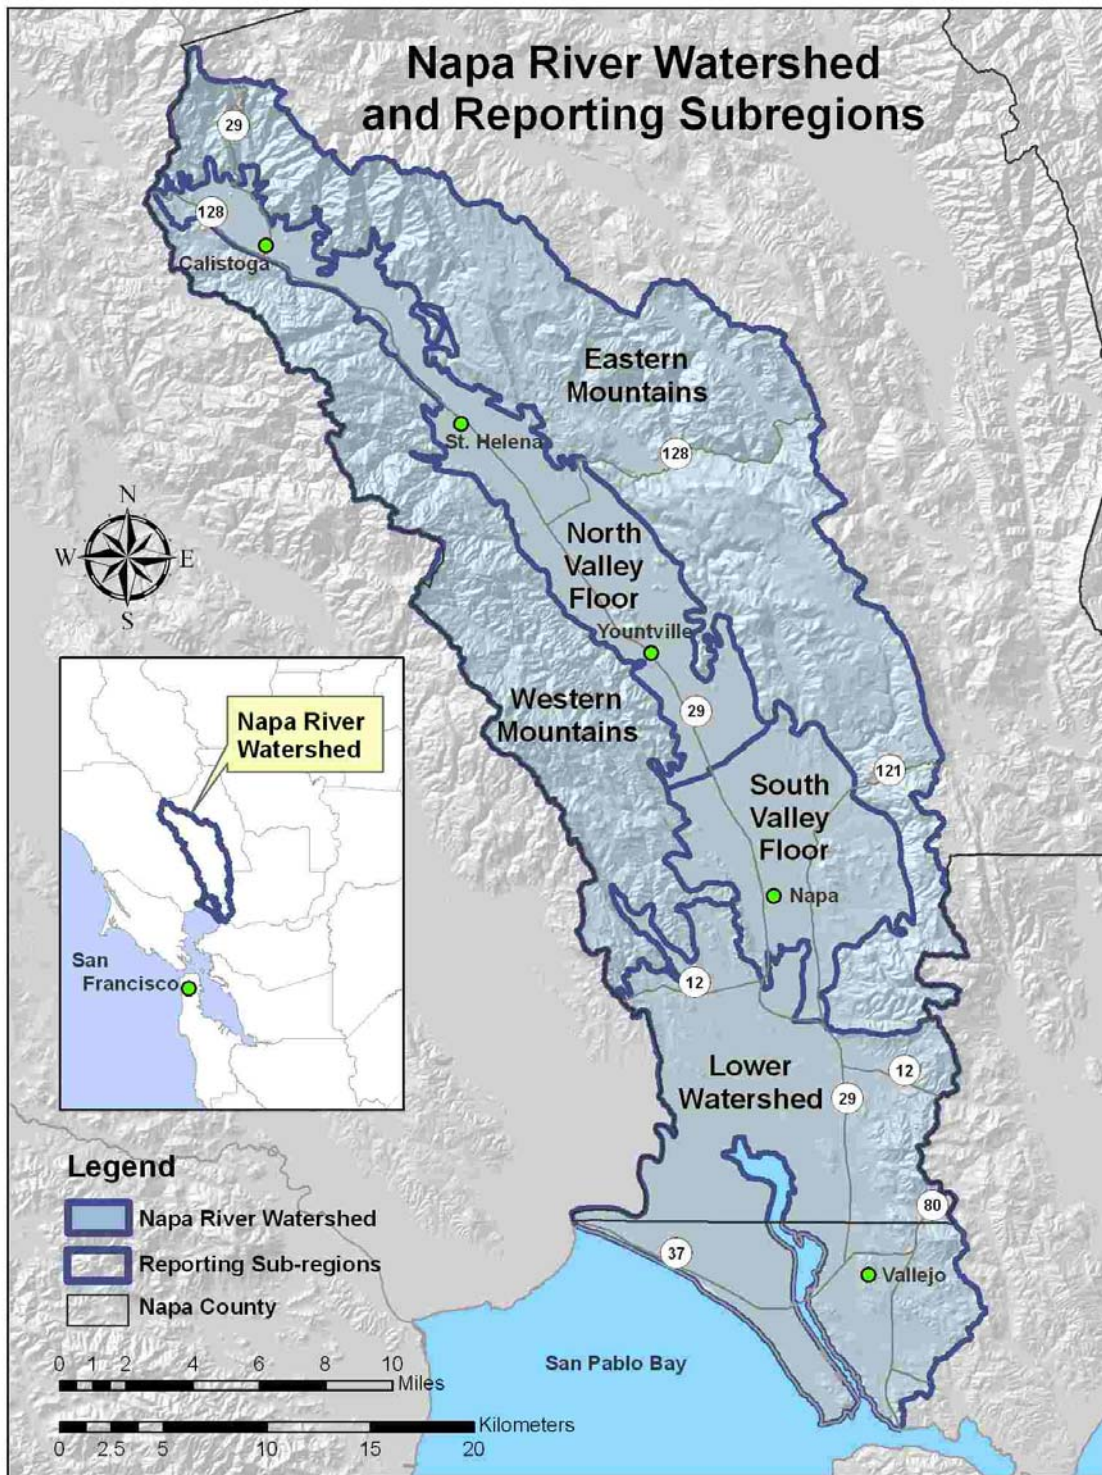 Napa River Watershed
and Reporting Subregions
29
128
Calistoga
Eastern
Mountains
St. Helena
128
N
W E
S
North
Valley
Floor
Yountville
Western
Mountains
29
121
South
Valley
Floor
Napa
Napa River
Watershed
San
Francisco
12
Lower
Watershed
12
29
80
37
Vallejo
San Pablo Bay
Legend
Napa River Watershed
Reporting Sub-regions
Napa County
0 1 2 4 6 8 10
Miles
Kilometers
0 2.5 5 10 15 20